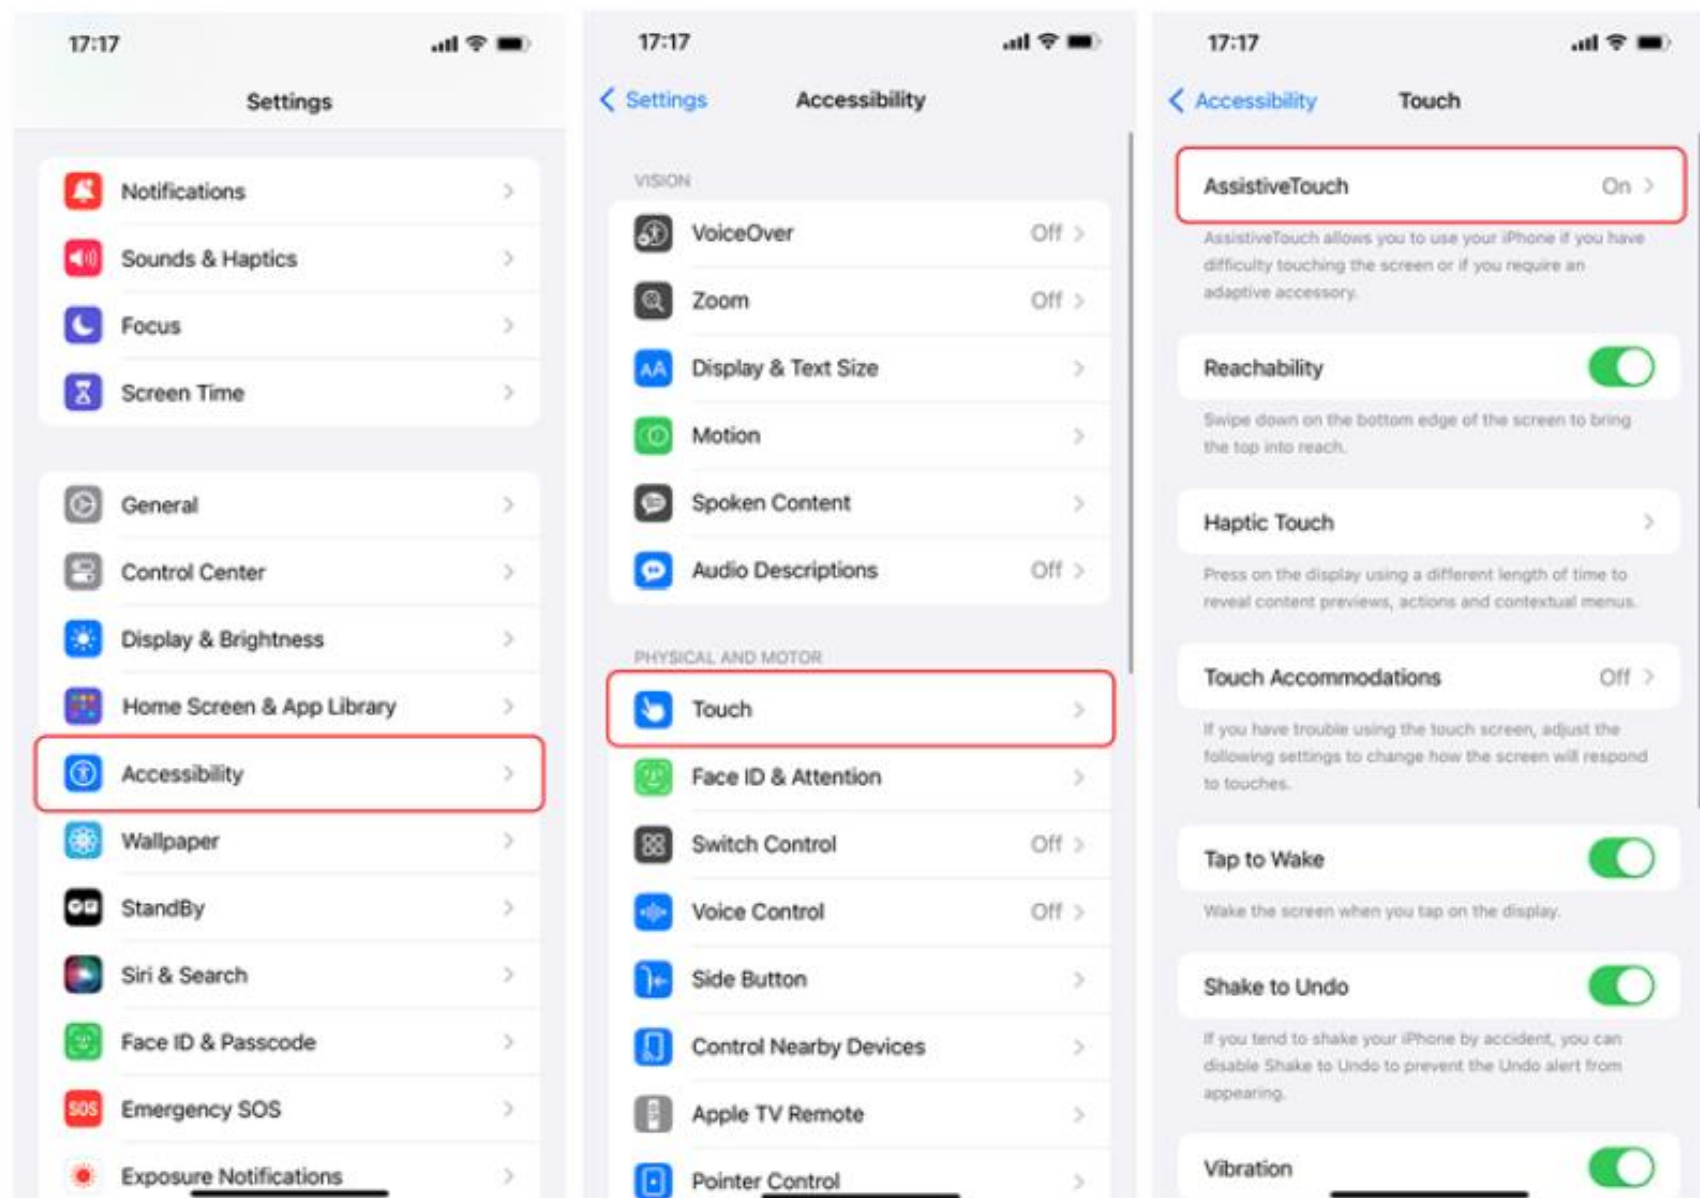 17:17
Settings
Notifications
Sounds & Haptics
Focus
Screen Time
General
Control Center
Display & Brightness
Home Screen & App Library
Accessibility
Wallpaper
StandBy
Siri & Search
Face ID & Passcode
SOS
Emergency SOS
Exposure Notifications
17:17
Settings
Accessibility
VISION
VoiceOver
Off
Zoom
Off
AA
Display & Text Size
Motion
Spoken Content
Audio Descriptions
Off
PHYSICAL AND MOTOR
Touch
Face ID & Attention
Switch Control
Off
Voice Control
Off
Side Button
Control Nearby Devices
Apple TV Remote
Pointer Control
17:17
Accessibility
Touch
AssistiveTouch
On
AssistiveTouch allows you to use your iPhone if you have
difficulty touching the screen or if you require an
adaptive accessory.
Reachability
Swipe down on the bottom edge of the screen to bring
the top into reach.
Haptic Touch
Press on the display using a different length of time to
reveal content previews, actions and contextual menus.
Touch Accommodations
Off
If you have trouble using the touch screen, adjust the
following settings to change how the screen will respond
to touches.
Tap to Wake
Wake the screen when you tap on the display.
Shake to Undo
If you tend to shake your iPhone by accident, you can
disable Shake to Undo to prevent the Undo alert from
appearing.
Vibration